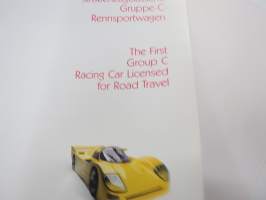 Gruppe-C-
Rennsportwagen
The First
Group C
Racing Car Licensed
for Road Travel